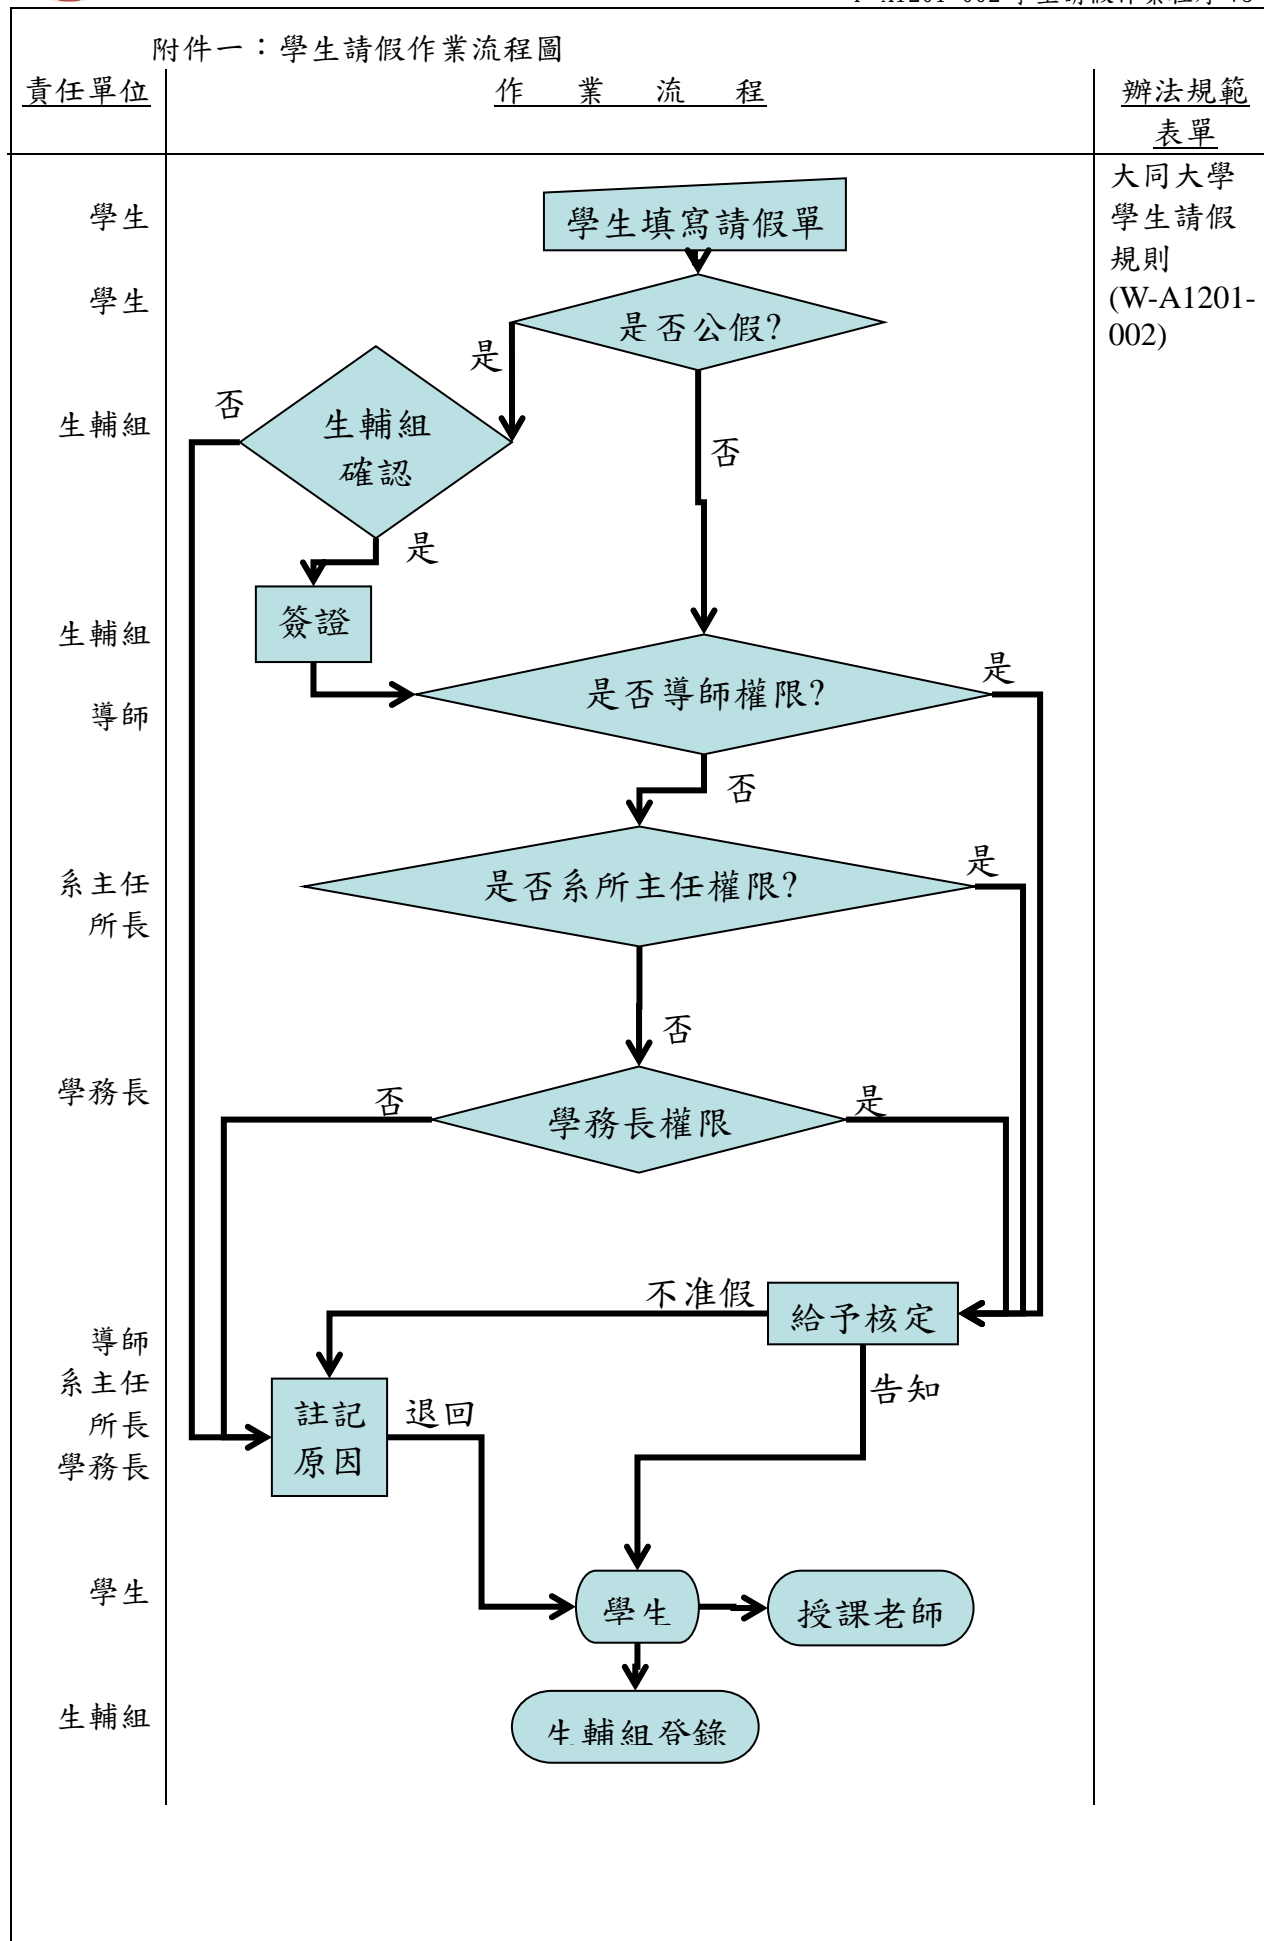 附件一：學生請假作業流程圖
責任單位
作 業 流 程
辦法規範
表單
大同大學
學生請假
規則
(W-A1201-
002)
學生
學生填寫請假單
學生
是否公假?
是
否
生輔組
生輔組
確認
否
是
生輔組
簽證
導師
是否導師權限?
是
否
系主任
所長
是否系所主任權限?
是
否
學務長
否
學務長權限
是
不准假
給予核定
導師
系主任
所長
學務長
註記
原因
退回
告知
學生
學生
授課老師
生輔組
生輔組登錄